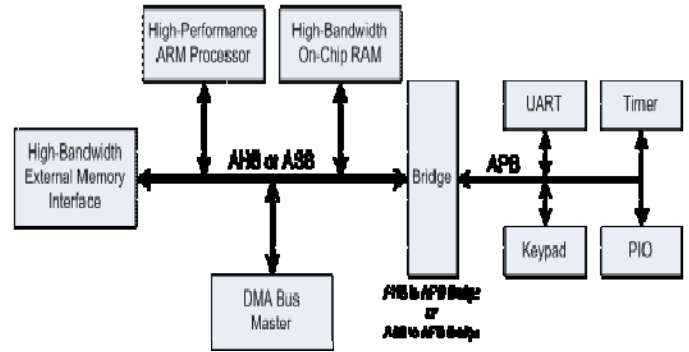 High-Performance
ARM Processor
High-Bandwidth
On-Chip RAM
High-Bandwidth
External Memory
Interface
AHB or ASB
Bridge
APB
UART
Timer
Keypad
PIO
DMA Bus
Master
AHB to APB Bridge
or
ASB to APB Bridge